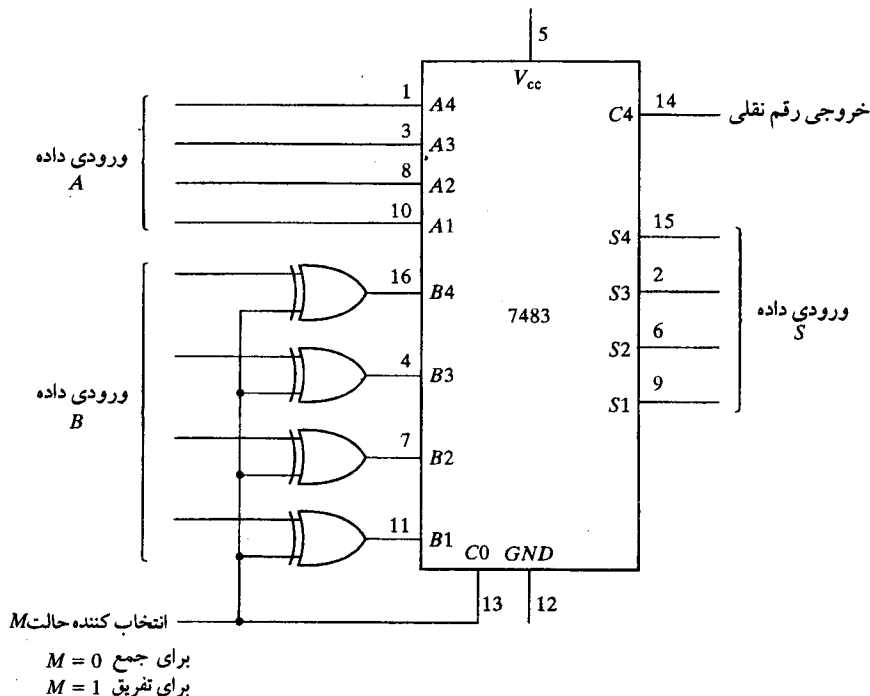 5
V_cc
1 A4
3 A3
8 A2
10 A1
ورودی داده
A
16 B4
4 B3
7 B2
11 B1
ورودی داده
B
7483
C4 14 خروجی رقم نقلی
S4 15
S3 2
S2 6
S1 9
ورودی داده
S
C0 GND
13 12
انتخاب کننده حالت M
برای جمع M = 0
برای تفریق M = 1